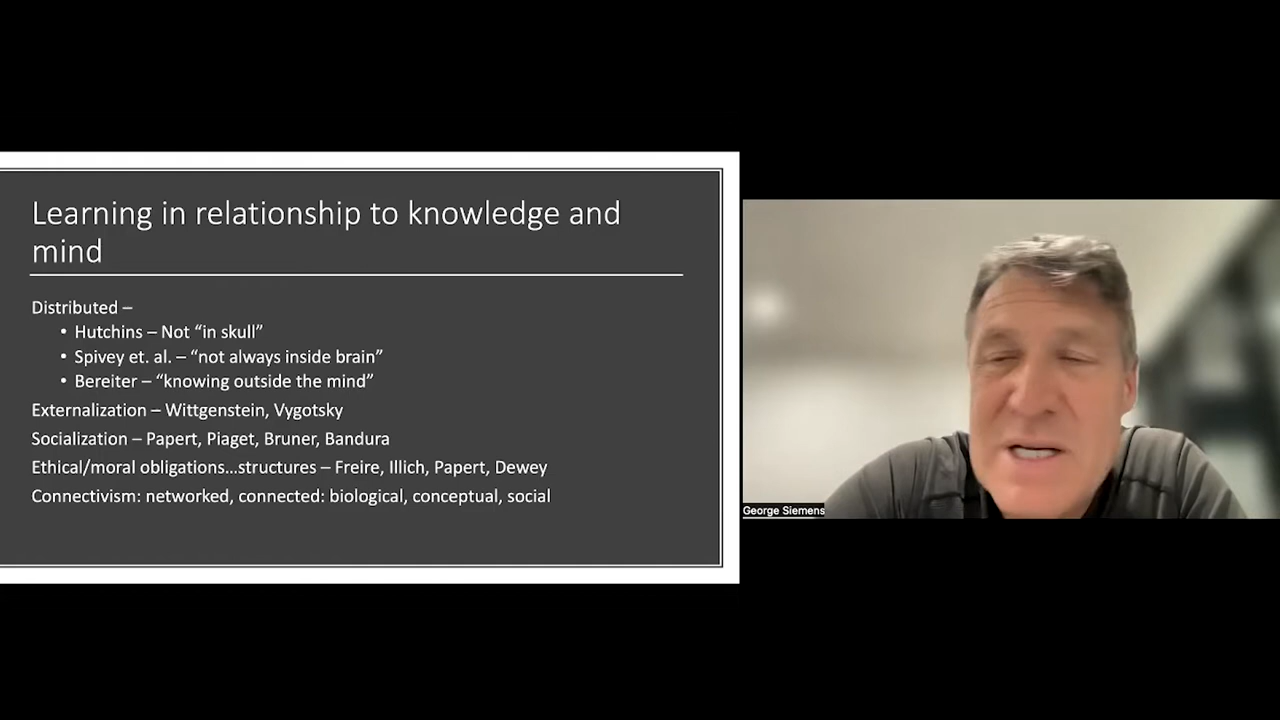 Learning in relationship to knowledge and
mind
Distributed –
• Hutchins – Not “in skull”
• Spivey et. al. – “not always inside brain”
• Bereiter – “knowing outside the mind”
Externalization – Wittgenstein, Vygotsky
Socialization – Papert, Piaget, Bruner, Bandura
Ethical/moral obligations…structures – Freire, Illich, Papert, Dewey
Connectivism: networked, connected: biological, conceptual, social
George Siemens